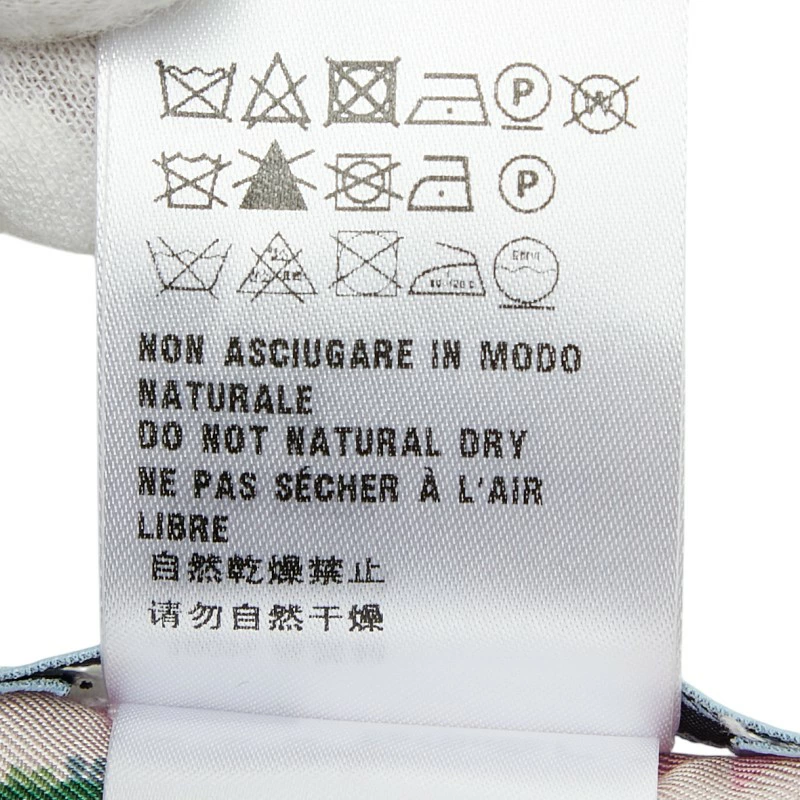 P W
P
NON ASCIUGARE IN MODO
NATURALE
DO NOT NATURAL DRY
NE PAS SÉCHER À L'AIR
LIBRE
自然乾燥禁止
请勿自然干燥